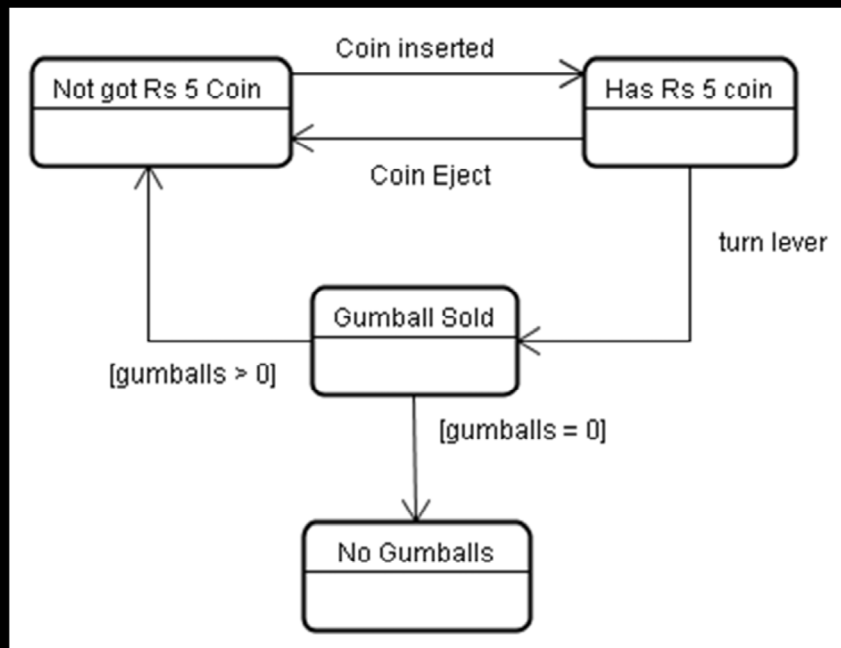 Coin inserted
Not got Rs 5 Coin
Has Rs 5 coin
Coin Eject
turn lever
Gumball Sold
[gumballs > 0]
[gumballs = 0]
No Gumballs